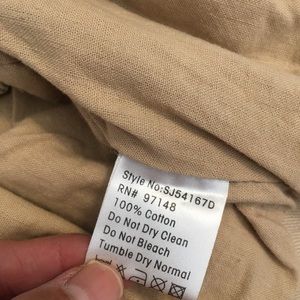 Style No:SJ54167D
RN# 97148
100% Cotton
Do Not Dry Clean
Do Not Bleach
Tumble Dry Normal